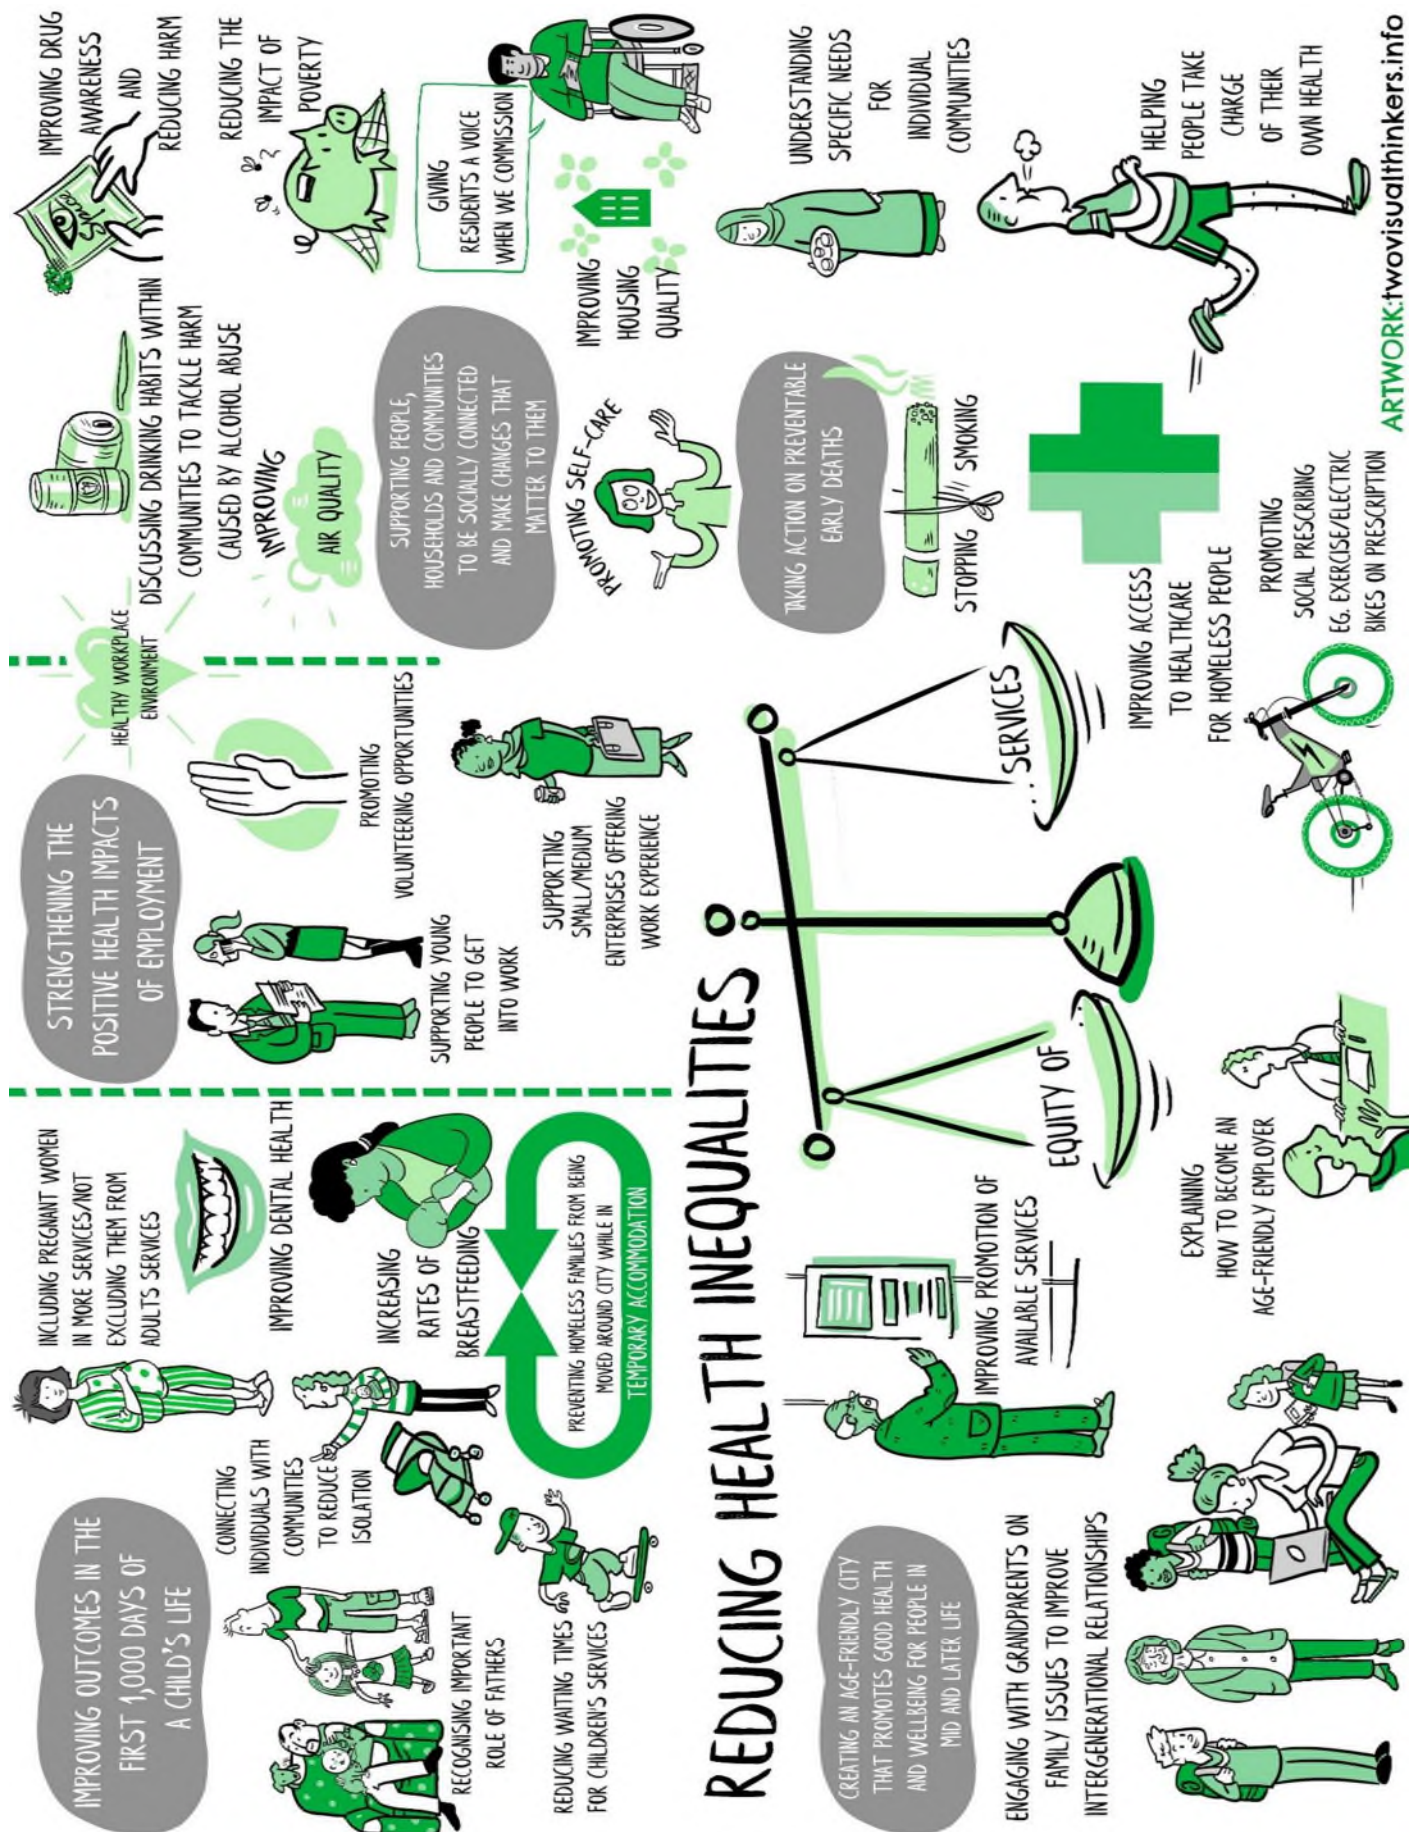 IMPROVING OUTCOMES IN THE
FIRST 1,000 DAYS OF
A CHILD'S LIFE
INCLUDING PREGNANT WOMEN
IN MORE SERVICES/NOT
EXCLUDING THEM FROM
ADULTS SERVICES
IMPROVING DENTAL HEALTH
CONNECTING
INDIVIDUALS WITH
COMMUNITIES
TO REDUCE
ISOLATION
RECOGNISING IMPORTANT
ROLE OF FATHERS
INCREASING
RATES OF
BREASTFEEDING
REDUCING WAITING TIMES
FOR CHILDREN'S SERVICES
PREVENTING HOMELESS FAMILIES FROM BEING
MOVED AROUND CITY WHILE IN
TEMPORARY ACCOMMODATION
STRENGTHENING THE
POSITIVE HEALTH IMPACTS
OF EMPLOYMENT
HEALTHY WORKPLACE
ENVIRONMENT
PROMOTING
VOLUNTEERING OPPORTUNITIES
SUPPORTING YOUNG
PEOPLE TO GET
INTO WORK
SUPPORTING
SMALL/MEDIUM
ENTERPRISES OFFERING
WORK EXPERIENCE
DISCUSSING DRINKING HABITS WITHIN
COMMUNITIES TO TACKLE HARM
CAUSED BY ALCOHOL ABUSE
Spice
IMPROVING DRUG
AWARENESS
AND
REDUCING HARM
REDUCING THE
IMPACT OF
POVERTY
IMPROVING
AIR QUALITY
SUPPORTING PEOPLE,
HOUSEHOLDS AND COMMUNITIES
TO BE SOCIALLY CONNECTED
AND MAKE CHANGES THAT
MATTER TO THEM
GIVING
RESIDENTS A VOICE
WHEN WE COMMISSION
IMPROVING
HOUSING
QUALITY
PROMOTING SELF-CARE
REDUCING HEALTH INEQUALITIES
EQUITY OF
SERVICES
TAKING ACTION ON PREVENTABLE
EARLY DEATHS
STOPPING SMOKING
UNDERSTANDING
SPECIFIC NEEDS
FOR
INDIVIDUAL
COMMUNITIES
CREATING AN AGE-FRIENDLY CITY
THAT PROMOTES GOOD HEALTH
AND WELLBEING FOR PEOPLE IN
MID AND LATER LIFE
IMPROVING PROMOTION OF
AVAILABLE SERVICES
ENGAGING WITH GRANDPARENTS ON
FAMILY ISSUES TO IMPROVE
INTERGENERATIONAL RELATIONSHIPS
EXPLAINING
HOW TO BECOME AN
AGE-FRIENDLY EMPLOYER
IMPROVING ACCESS
TO HEALTHCARE
FOR HOMELESS PEOPLE
HELPING
PEOPLE TAKE
CHARGE
OF THEIR
OWN HEALTH
PROMOTING
SOCIAL PRESCRIBING
EG. EXERCISE/ELECTRIC
BIKES ON PRESCRIPTION
ARTWORK:twovisualthinkers.info